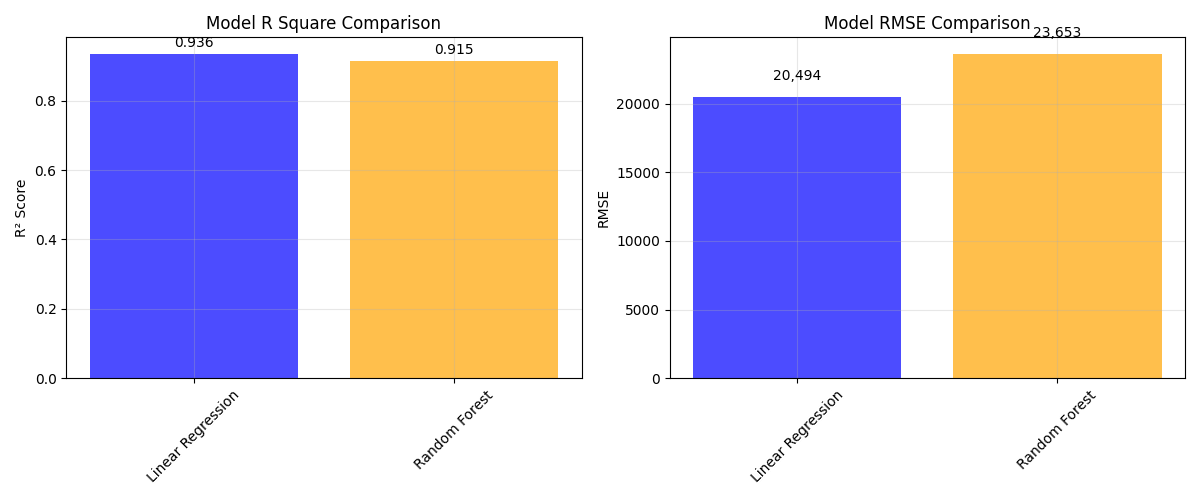 Model R Square Comparison
0.936
0.915
0.8
0.6
0.4
0.2
0.0
R² Score
Linear Regression
Random Forest
Model RMSE Comparison
23,653
20,494
20000
15000
10000
5000
0
RMSE
Linear Regression
Random Forest